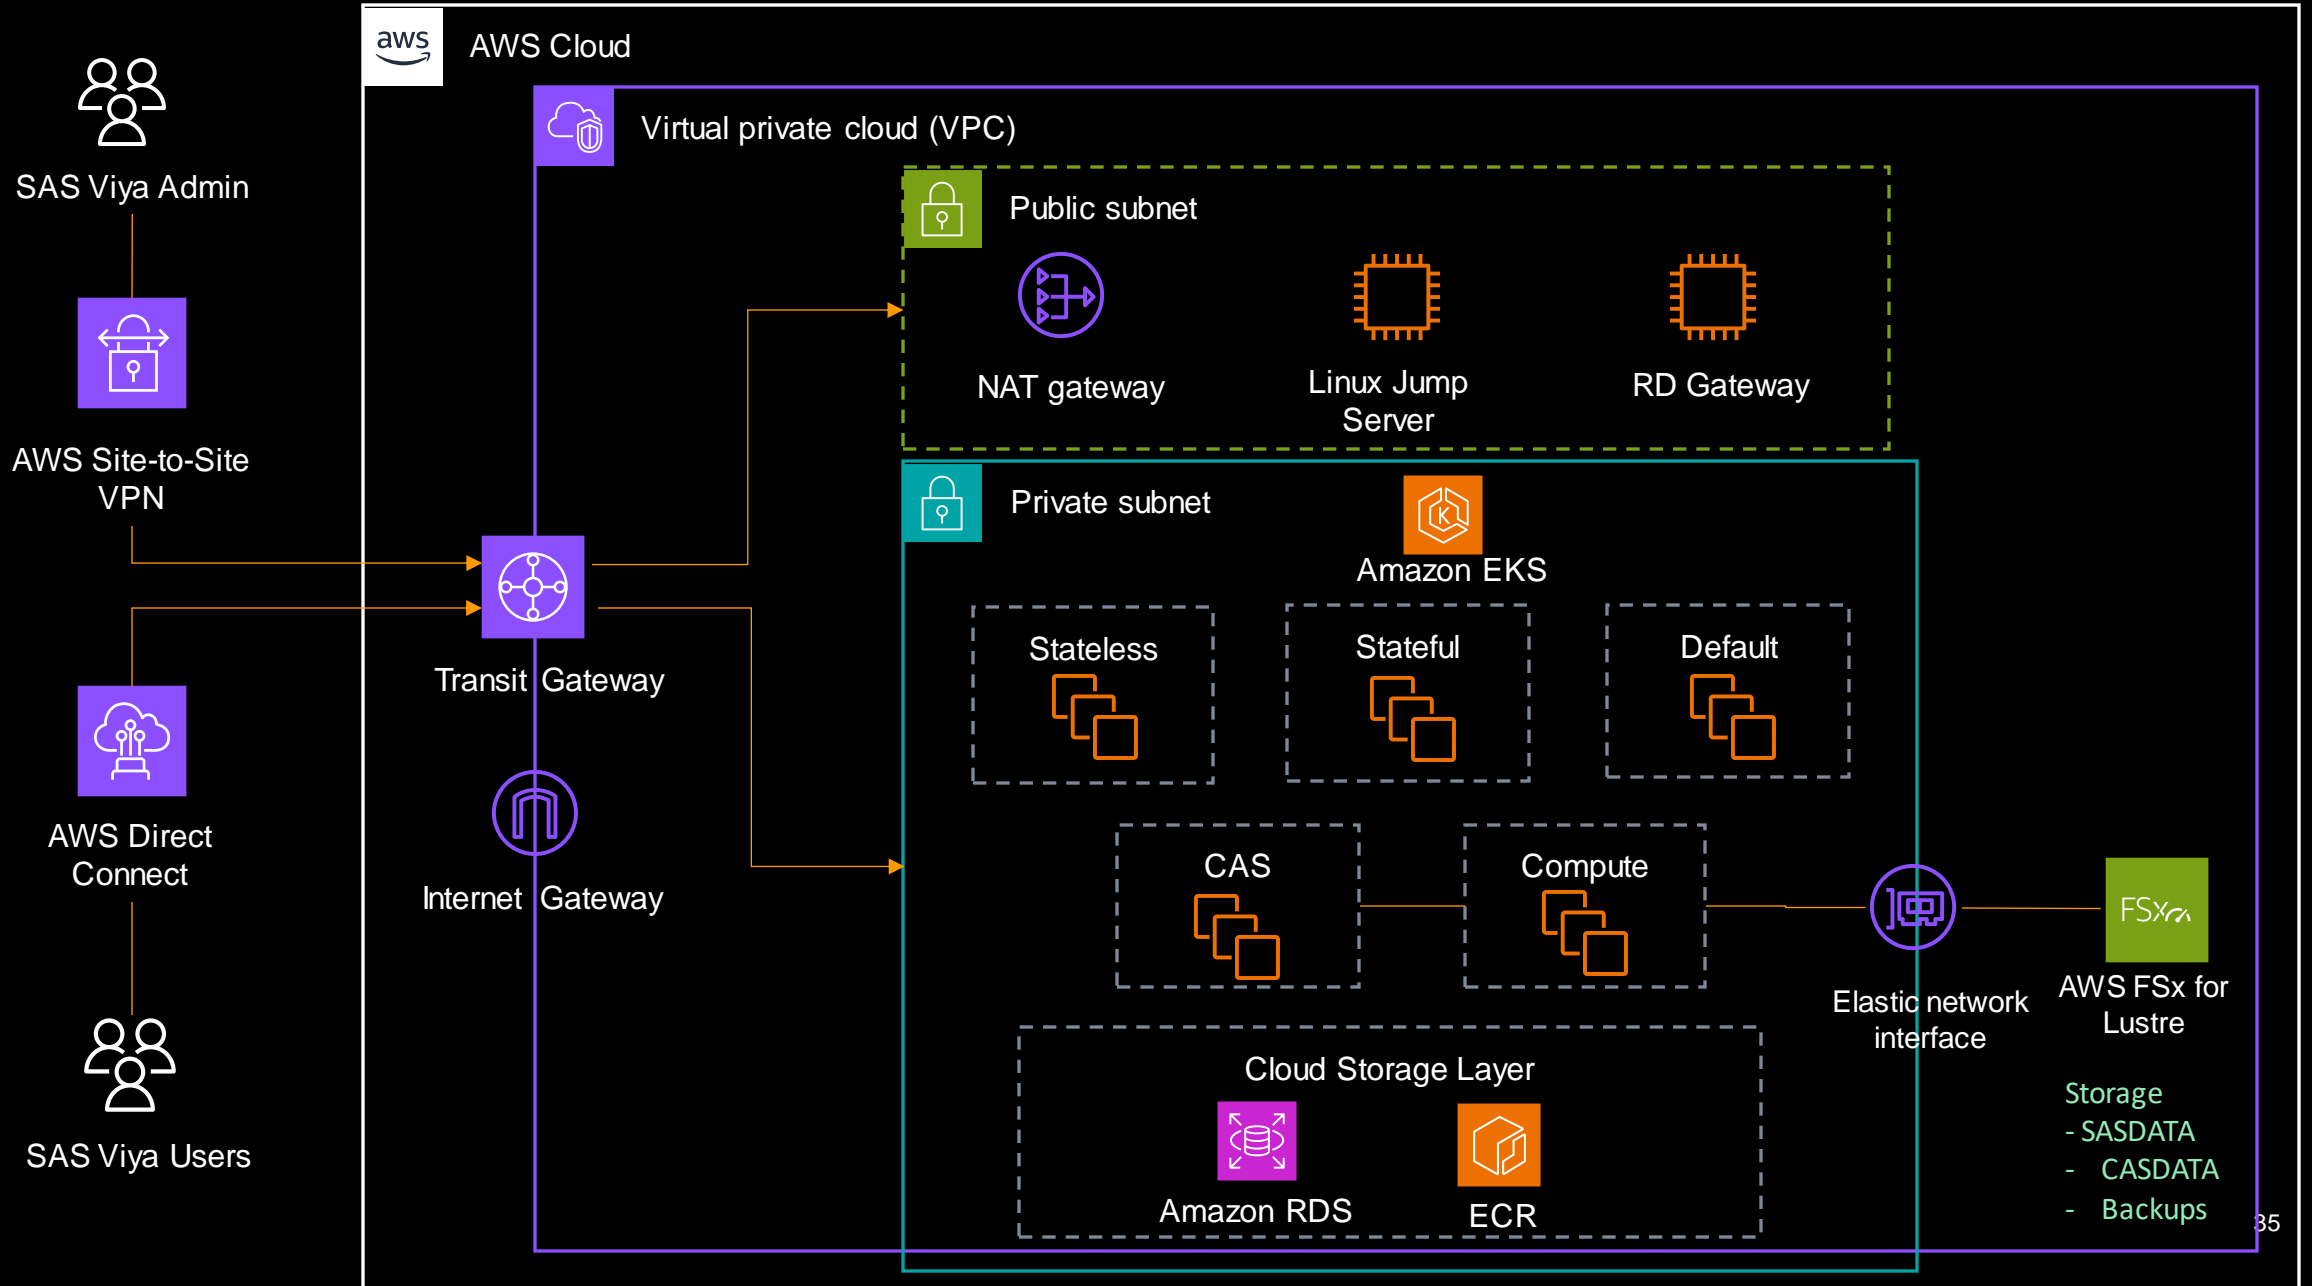 aws
AWS Cloud
SAS Viya Admin
Virtual private cloud (VPC)
Public subnet
NAT gateway
Linux Jump
Server
RD Gateway
AWS Site-to-Site
VPN
Private subnet
K
Amazon EKS
Transit Gateway
Stateless
Stateful
Default
AWS Direct
Connect
Internet Gateway
CAS
Compute
FSx
Elastic network
interface
AWS FSx for
Lustre
SAS Viya Users
Cloud Storage Layer
Amazon RDS
ECR
Storage
- SASDATA
- CASDATA
- Backups
35